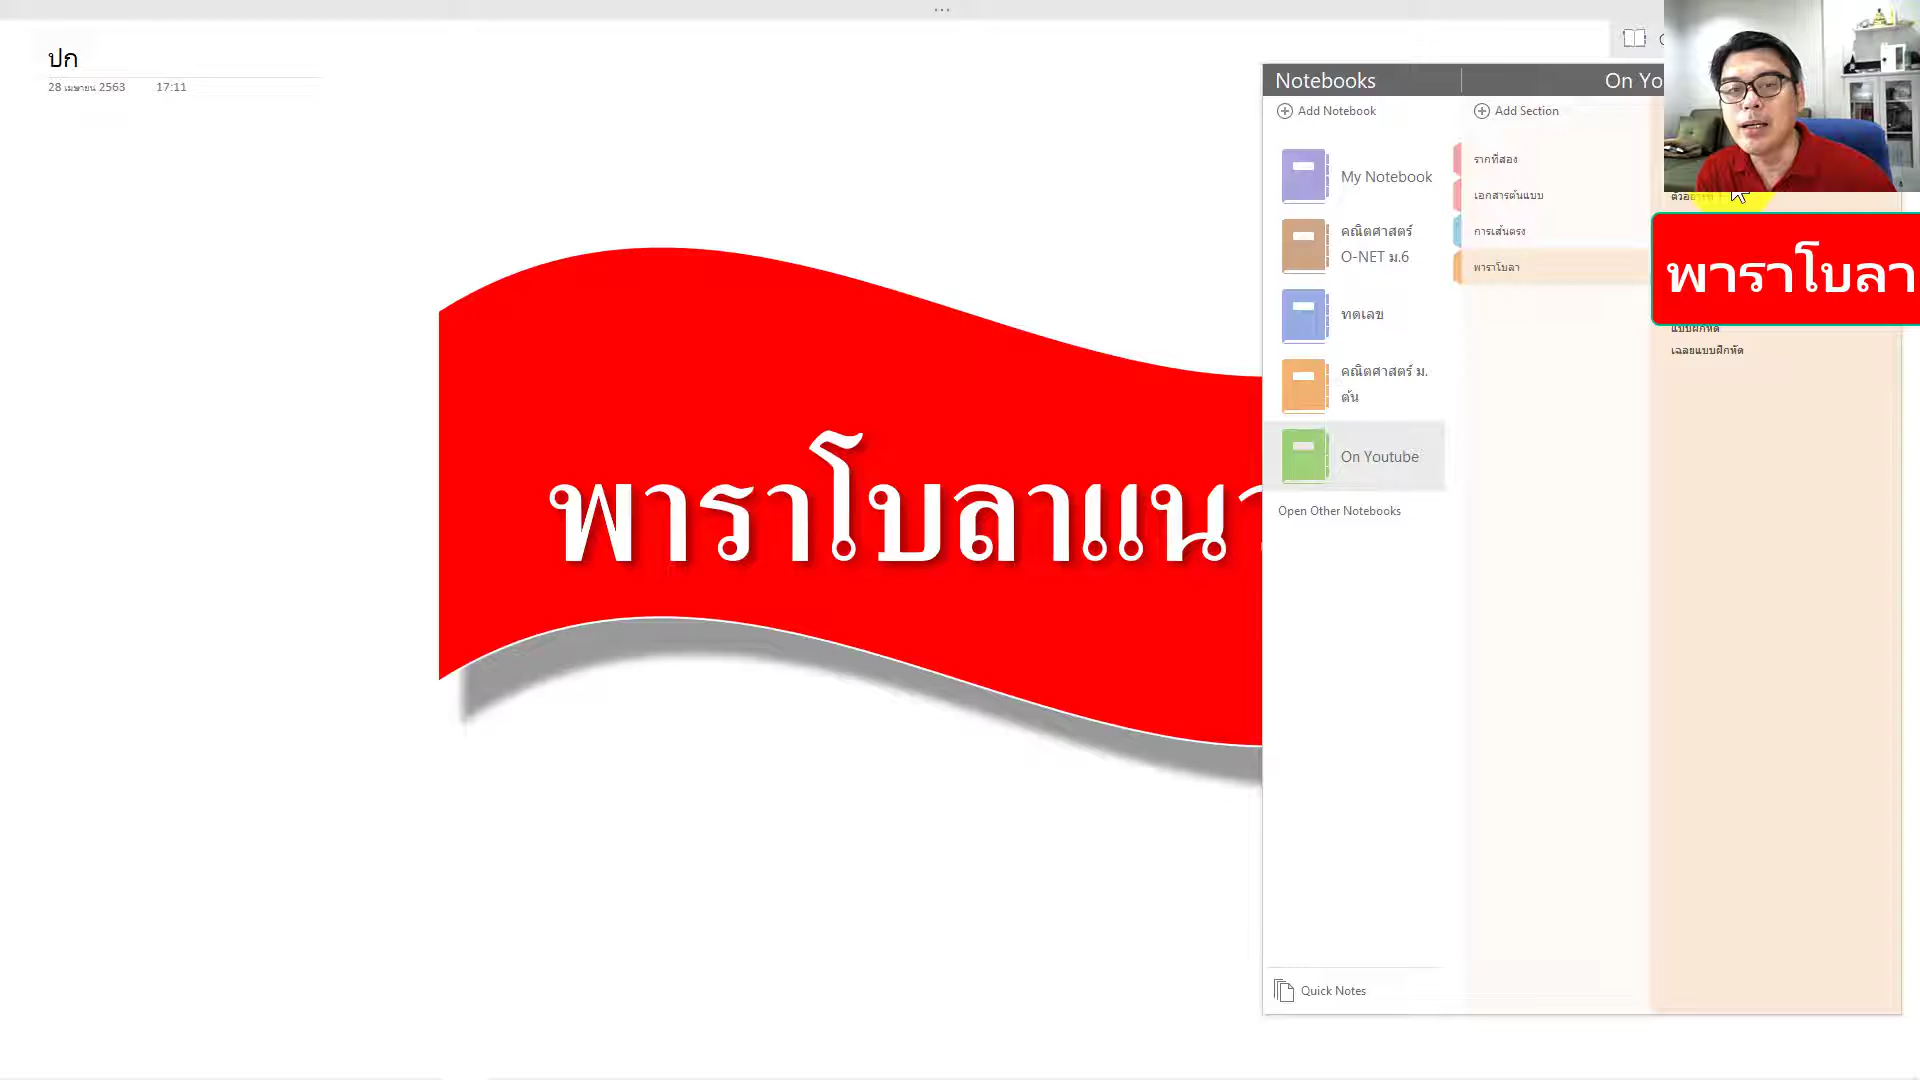 ปก
28 เมษายน 2563 17:11
Notebooks
On Yo
Add Notebook
Add Section
My Notebook
คณิตศาสตร์
O-NET ม.6
ทดเลข
คณิตศาสตร์ ม.
ต้น
On Youtube
Open Other Notebooks
Quick Notes
รากที่สอง
เอกสารต้นแบบ
การเส้นตรง
พาราโบลา
พาราโบลา
แบบฝึกหัด
เฉลยแบบฝึกหัด
พาราโบลาแนว